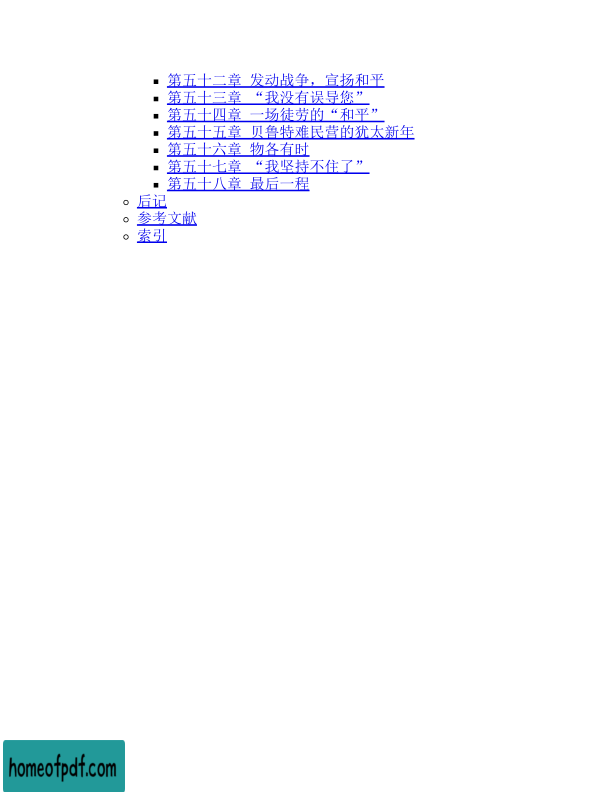 第五十二章 发动战争，宣扬和平
第五十三章 “我没有误导您”
第五十四章 一场徒劳的“和平”
第五十五章 贝鲁特难民营的犹太新年
第五十六章 物各有时
第五十七章 “我坚持不住了”
第五十八章 最后一程
后记
参考文献
索引
homeofpdf.com